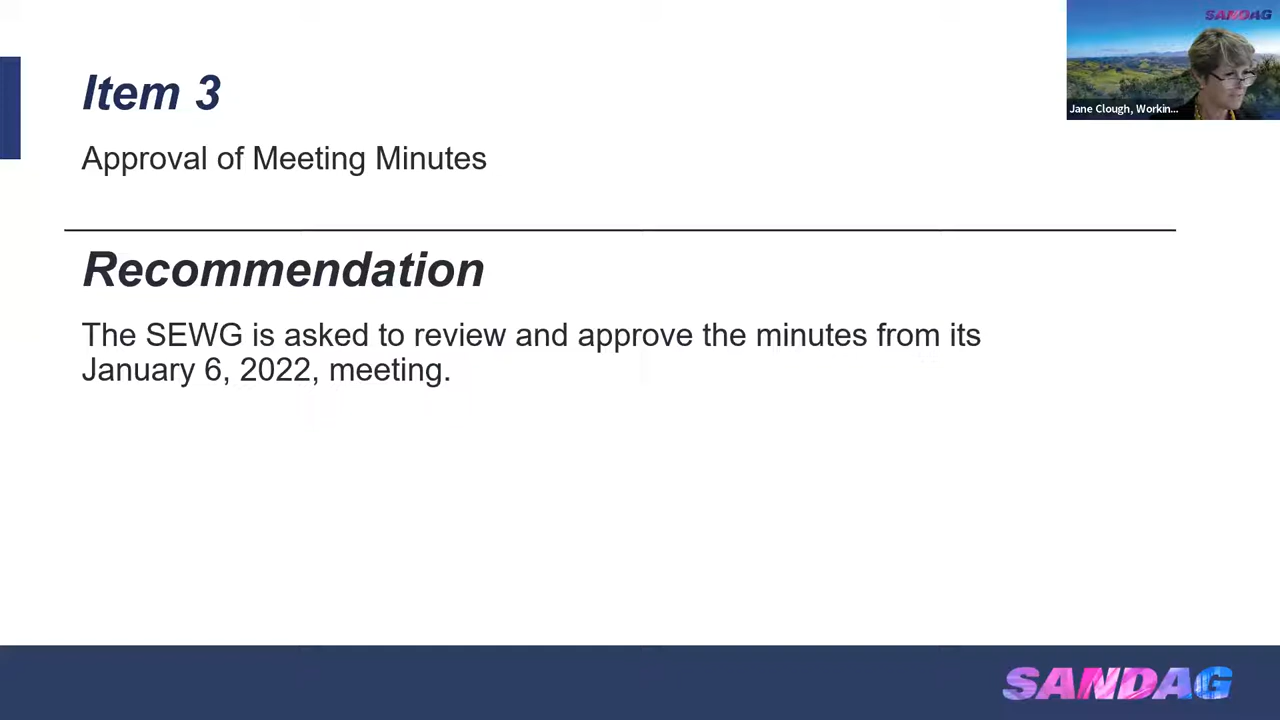 SANDAG
Jane Clough, Workin...
Item 3
Approval of Meeting Minutes
Recommendation
The SEWG is asked to review and approve the minutes from its
January 6, 2022, meeting.
SANDAG